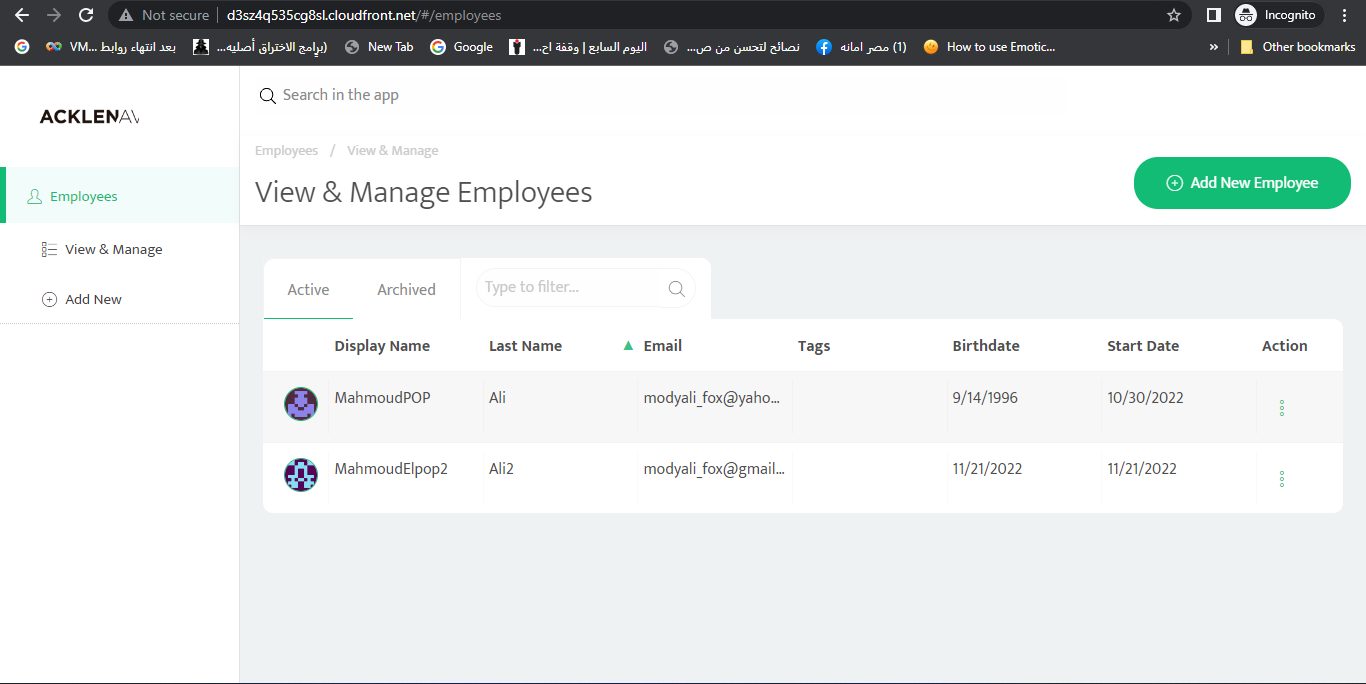 Not secure d3sz4q535cg8sl.cloudfront.net/#/employees Incognito
VM... بعد انتهاء روابط (برامج الاختراق أصليه... New Tab Google اليوم السابع | وقفة اح... نصائح لتحسن من ص... (1) مصر امانه How to use Emotic... » Other bookmarks
Search in the app
ACKLENAV
Employees / View & Manage
View & Manage Employees
Add New Employee
Employees
View & Manage
Add New
Active Archived Type to filter...
Display Name Last Name Email Tags Birthdate Start Date Action
MahmoudPOP Ali modyali_fox@yaho... 9/14/1996 10/30/2022
MahmoudElpop2 Ali2 modyali_fox@gmail... 11/21/2022 11/21/2022